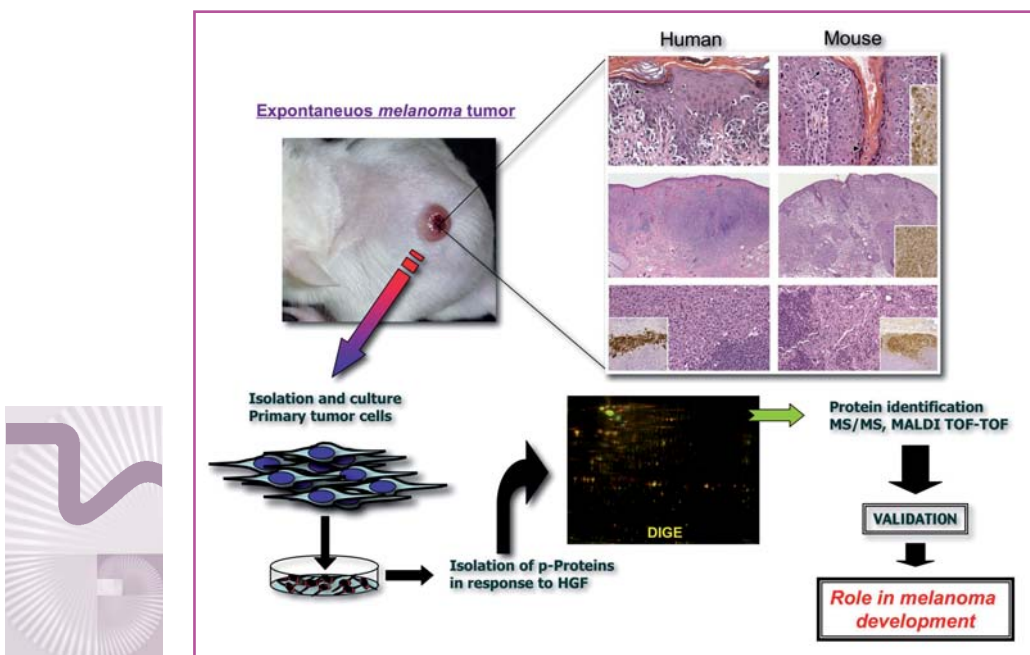 Human
Mouse
Expontaneuos melanoma tumor
Isolation and culture
Primary tumor cells
Protein identification
MS/MS, MALDI TOF-TOF
DIGE
VALIDATION
Isolation of p-Proteins
in response to HGF
Role in melanoma
development